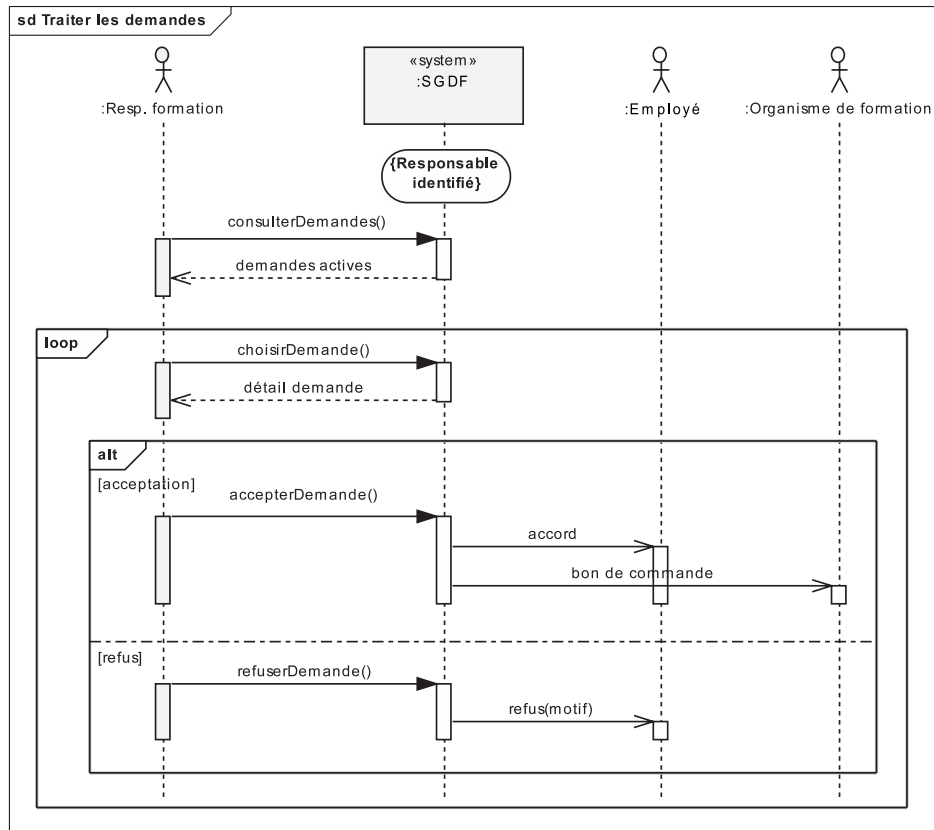 sd Traiter les demandes
«system»
:SGDF
:Resp. formation
:Employé
:Organisme de formation
{Responsable
identifié}
consulterDemandes()
demandes actives
loop
choisirDemande()
détail demande
alt
[acceptation]
accepterDemande()
accord
bon de commande
[refus]
refuserDemande()
refus(motif)